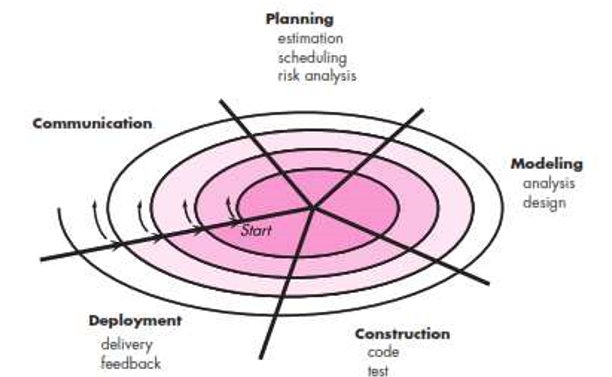 Planning
estimation
scheduling
risk analysis
Communication
Modeling
analysis
design
Start
Deployment
delivery
feedback
Construction
code
test